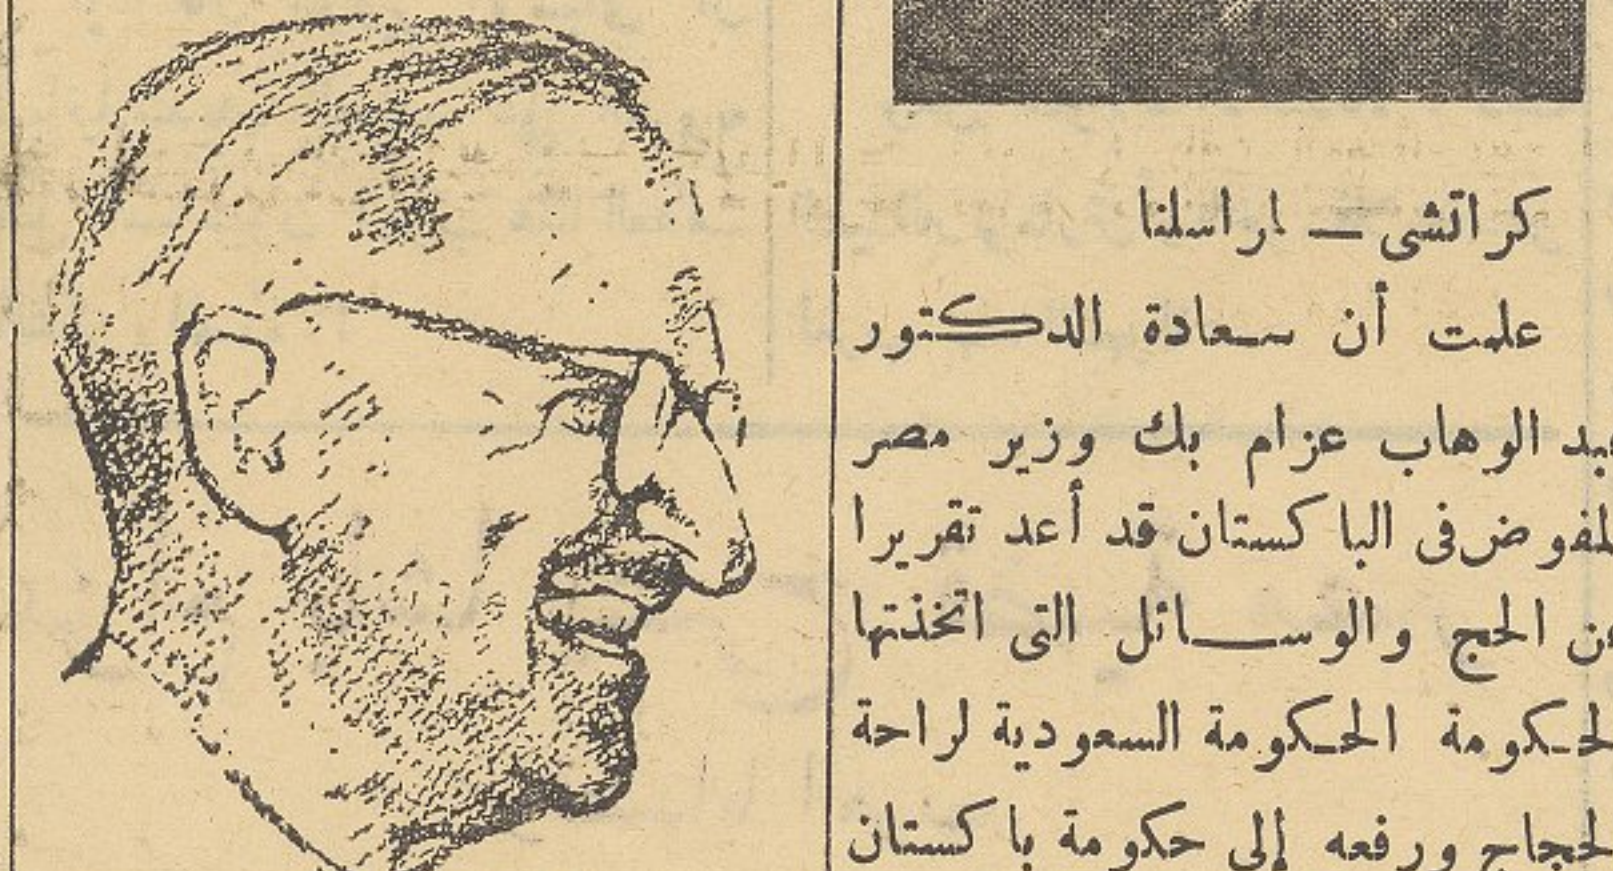 كراتشى — لمراسلنا
علمت أن سعادة الدكتور
عبد الوهاب عزام بك وزير مصر
المفوض فى الباكستان قد أعد تقريرا
عن الحج والوسائل التى اتخذتها
الحكومة الحكومة السعودية لراحة
الحجاج ورفعه إلى حكومة باكستان